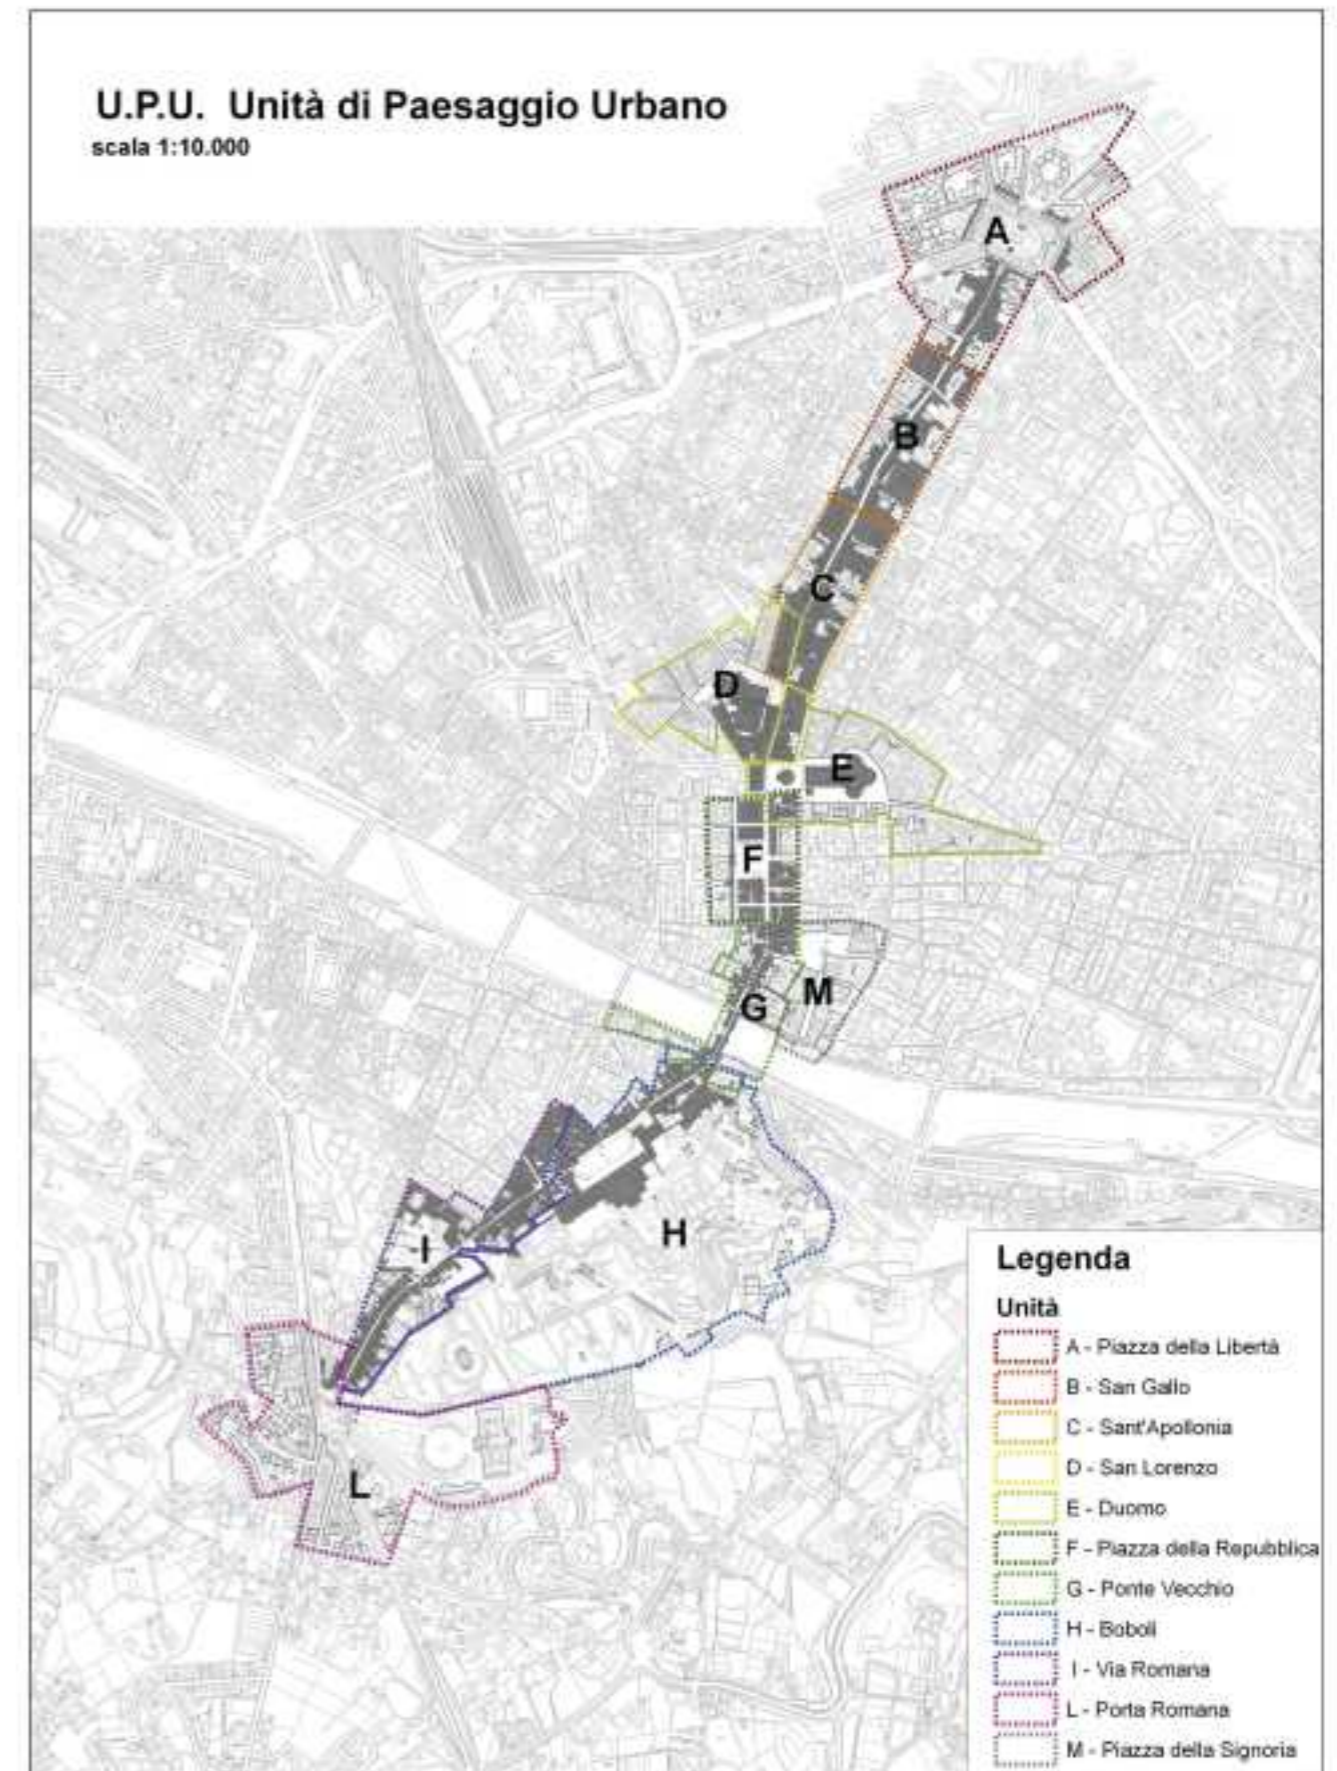 U.P.U. Unità di Paesaggio Urbano
scala 1:10.000
A
B
C
D
E
F
G
M
H
I
L
Legenda
Unità
A - Piazza della Libertà
B - San Gallo
C - Sant'Apollonia
D - San Lorenzo
E - Duomo
F - Piazza della Repubblica
G - Ponte Vecchio
H - Boboli
I - Via Romana
L - Porta Romana
M - Piazza della Signoria